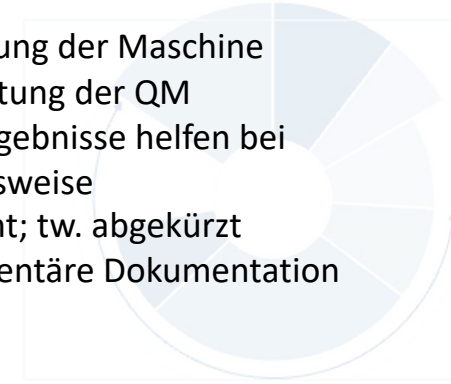 ung der Maschine
tung der QM
gebnisse helfen bei
sweise
nt; tw. abgekürzt
entäre Dokumentation